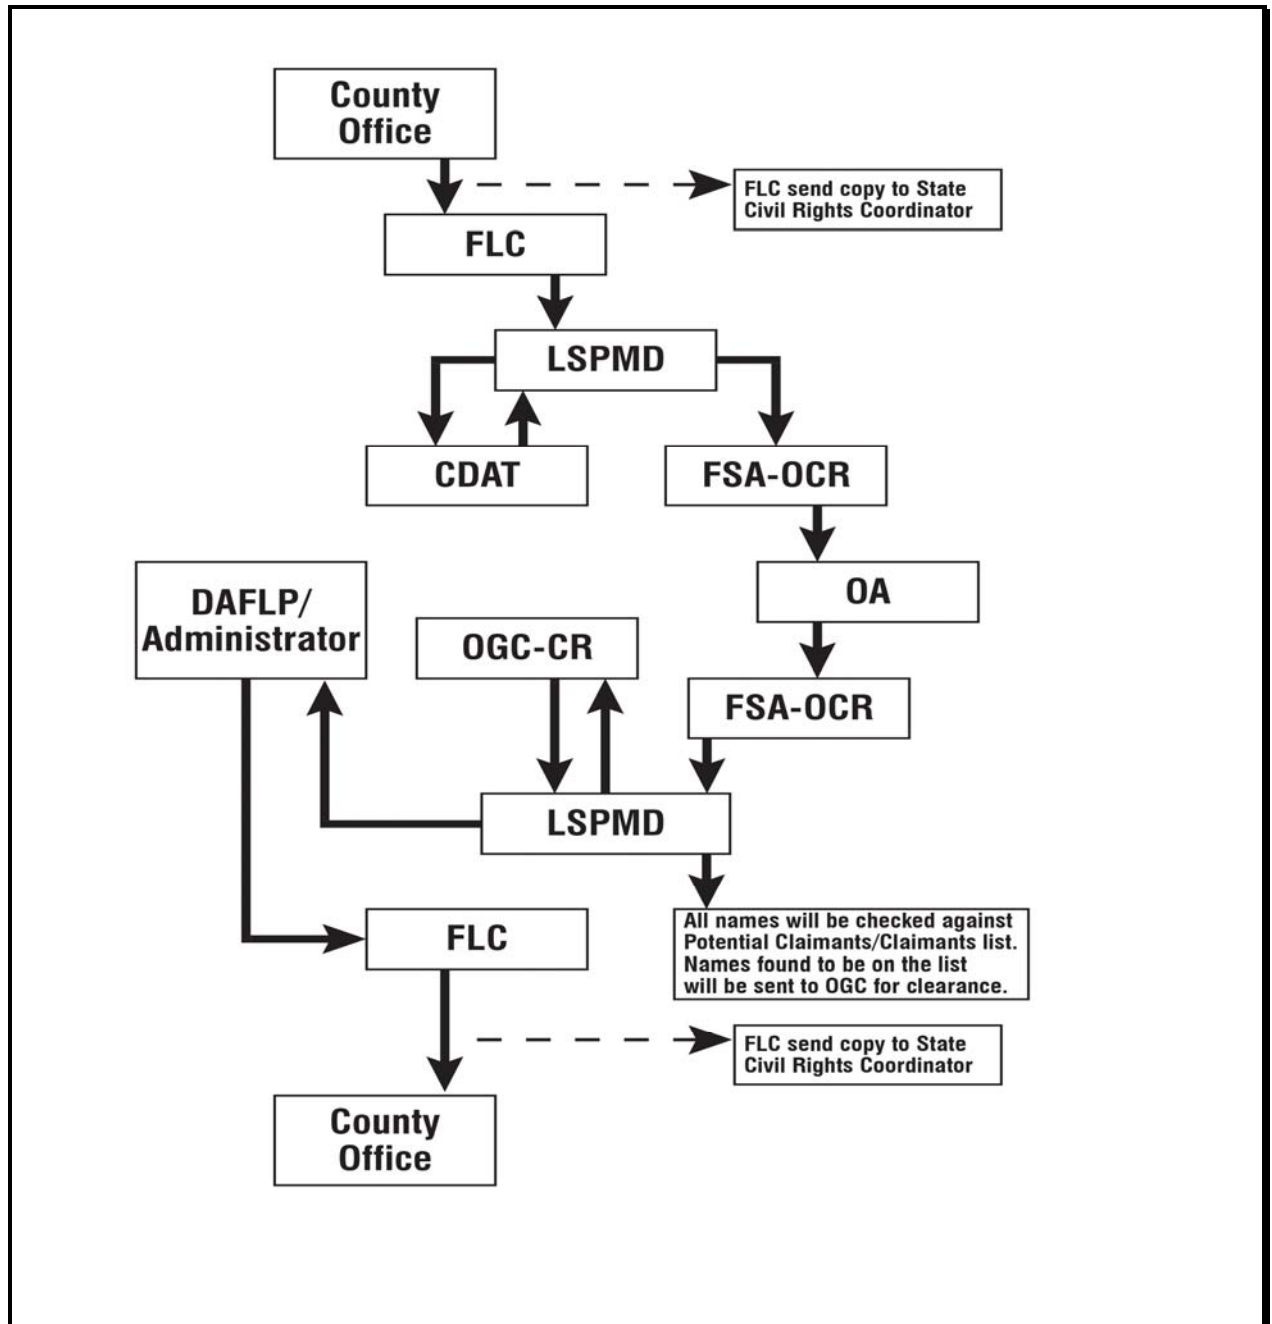 County
Office
FLC send copy to State
Civil Rights Coordinator
FLC
LSPMD
CDAT
FSA-OCR
OA
DAFLP/
Administrator
OGC-CR
FSA-OCR
LSPMD
FLC
All names will be checked against
Potential Claimants/Claimants list.
Names found to be on the list
will be sent to OGC for clearance.
FLC send copy to State
Civil Rights Coordinator
County
Office